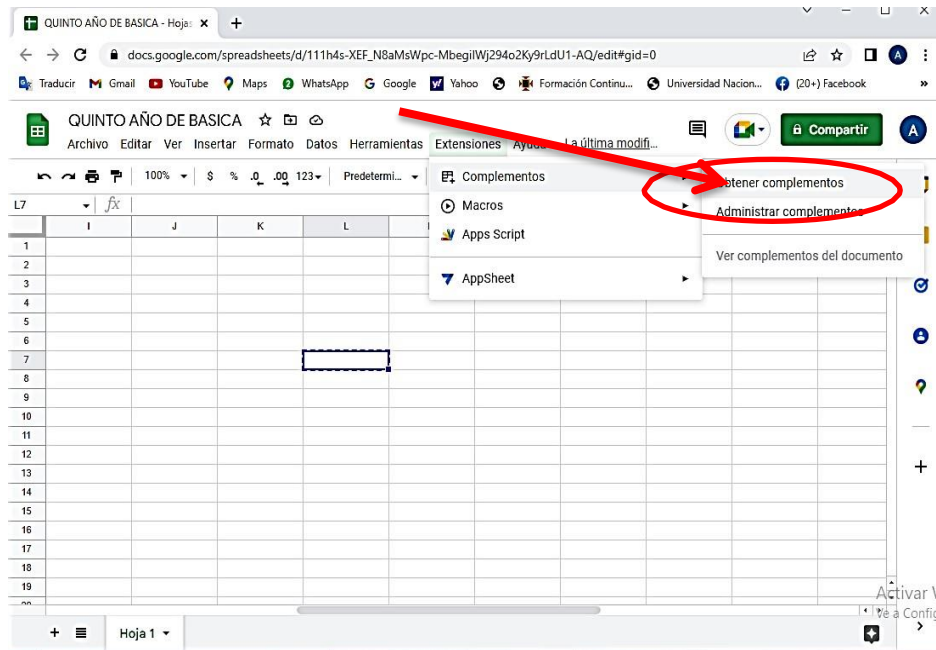 QUINTO AÑO DE BASICA - Hoja:
docs.google.com/spreadsheets/d/111h4s-XEF_N8aMsWpc-MbegilWj294o2Ky9rLdU1-AQ/edit#gid=0
A
Traducir Gmail YouTube Maps 2 WhatsApp G Google y! Yahoo Formación Continu... Universidad Nacion... (20+) Facebook »
QUINTO AÑO DE BASICA
Compartir
A
Archivo Editar Ver Insertar Formato Datos Herramientas Extensiones La última modifi...
100% $ % .0 .00 123 Predetermi...
Complementos
Obtener complementos
L7 fx
Macros
Administrar complementos
I J K L
Apps Script
Ver complementos del documento
AppSheet
1
2
3
4
5
6
7
8
9
10
11
12
13
14
15
16
17
18
19
Activar
Ve a Config
+ Hoja 1